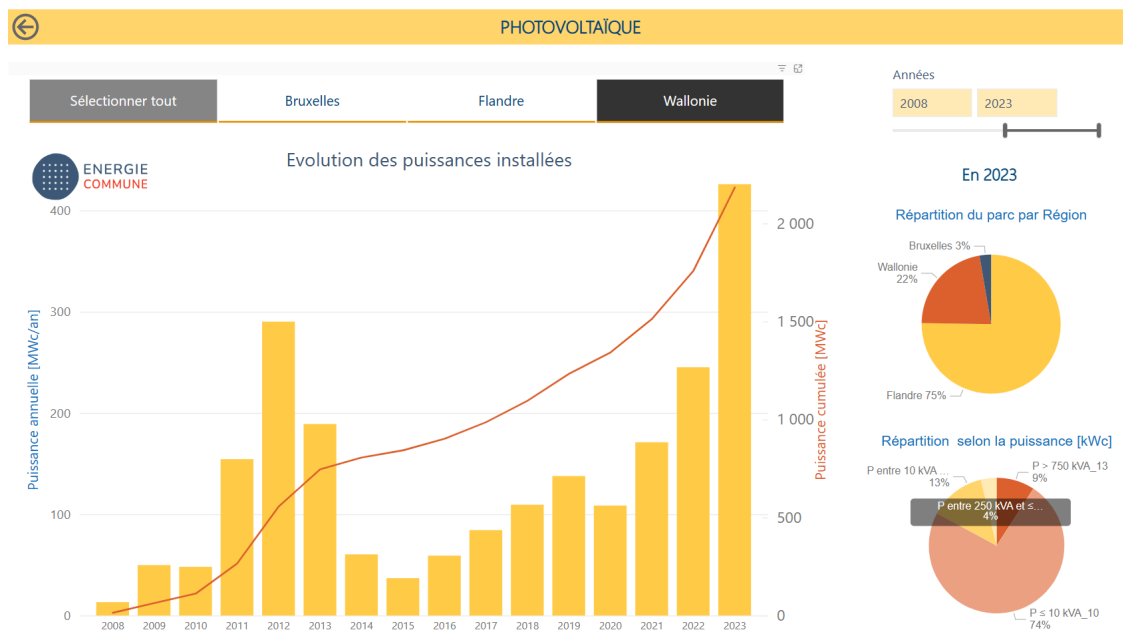 PHOTOVOLTAÏQUE
Sélectionner tout
Bruxelles
Flandre
Wallonie
Années
2008
2023
ENERGIE
COMMUNE
Evolution des puissances installées
En 2023
Puissance annuelle [MWc/an]
400
300
200
100
0
2008
2009
2010
2011
2012
2013
2014
2015
2016
2017
2018
2019
2020
2021
2022
2023
2 000
1 500
1 000
500
0
Puissance cumulée [MWc]
Répartition du parc par Région
Bruxelles 3%
Wallonie
22%
Flandre 75%
Répartition selon la puissance [kWc]
P entre 10 kVA ...
13%
P > 750 kVA_13
9%
P entre 250 kVA et ≤...
4%
P ≤ 10 kVA_10
74%